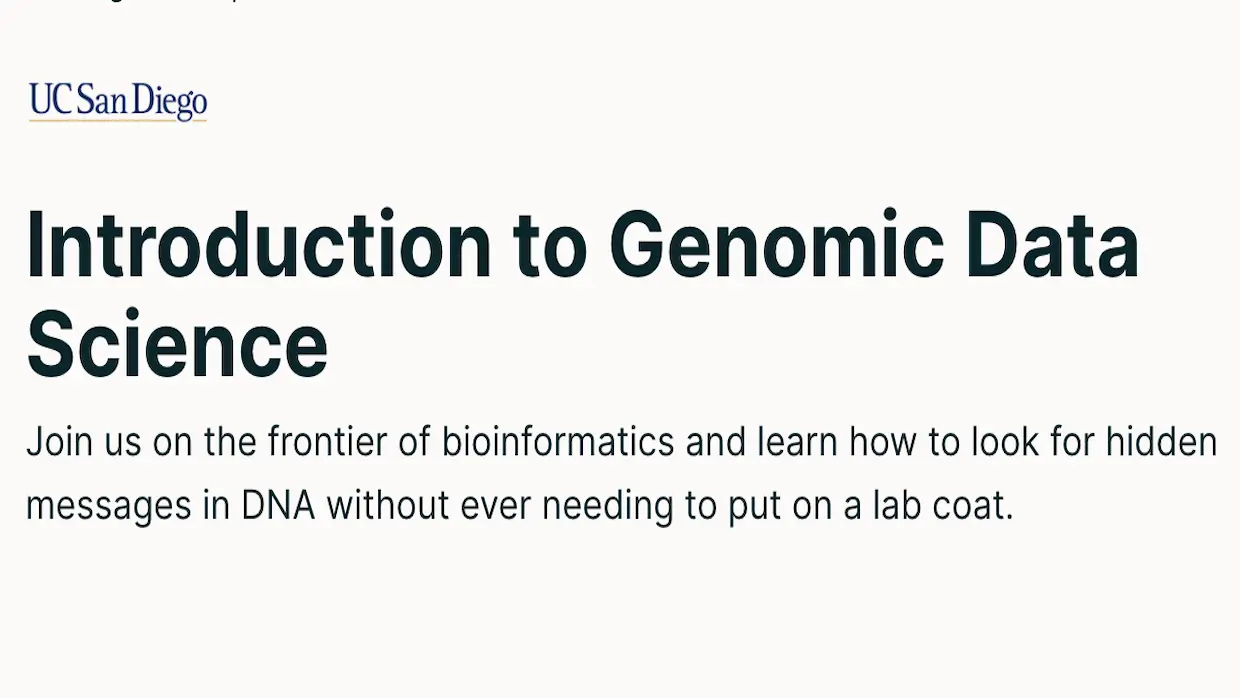 UC San Diego
Introduction to Genomic Data
Science
Join us on the frontier of bioinformatics and learn how to look for hidden
messages in DNA without ever needing to put on a lab coat.